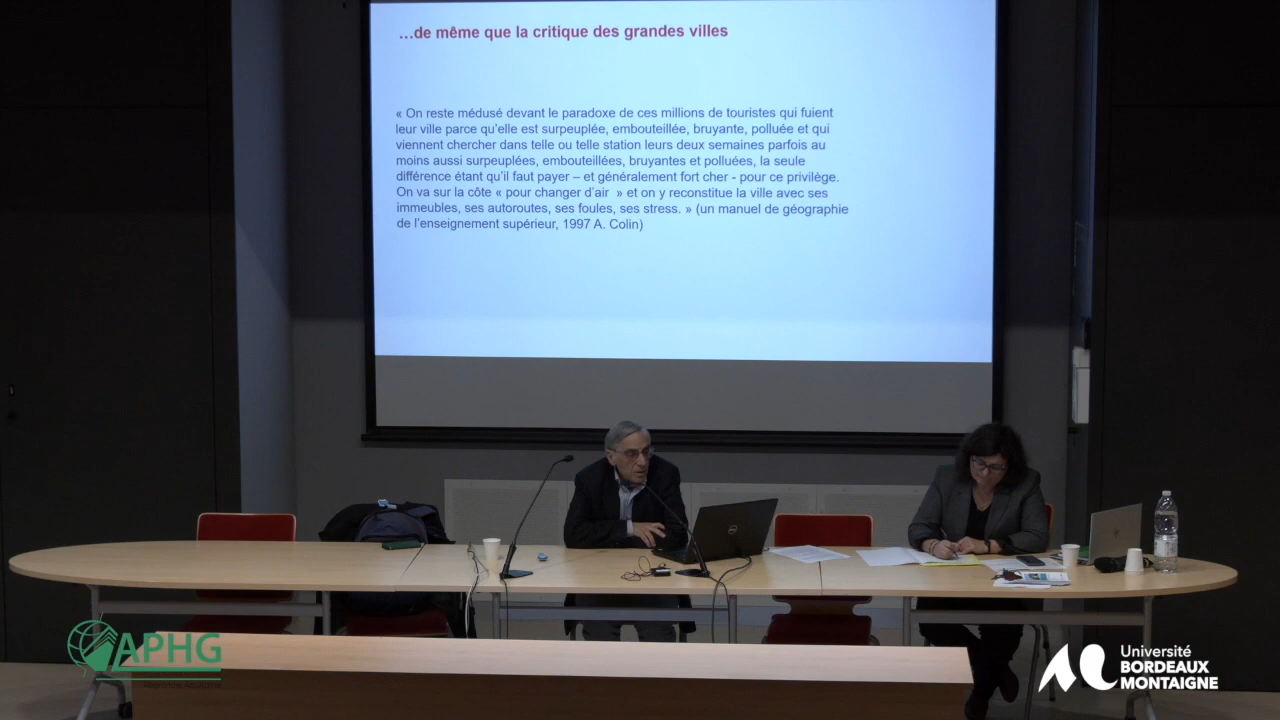 …de même que la critique des grandes villes
« On reste médusé devant le paradoxe de ces millions de touristes qui fuient
leur ville parce qu'elle est surpeuplée, embouteillée, bruyante, polluée et qui
viennent chercher dans telle ou telle station leurs deux semaines parfois au
moins aussi surpeuplées, embouteillées, bruyantes et polluées, la seule
différence étant qu'il faut payer – et généralement fort cher - pour ce privilège.
On va sur la côte « pour changer d'air  » et on y reconstitue la ville avec ses
immeubles, ses autoroutes, ses foules, ses stress. » (un manuel de géographie
de l'enseignement supérieur, 1997 A. Colin)
DELL
APHG
Université
BORDEAUX
MONTAIGNE